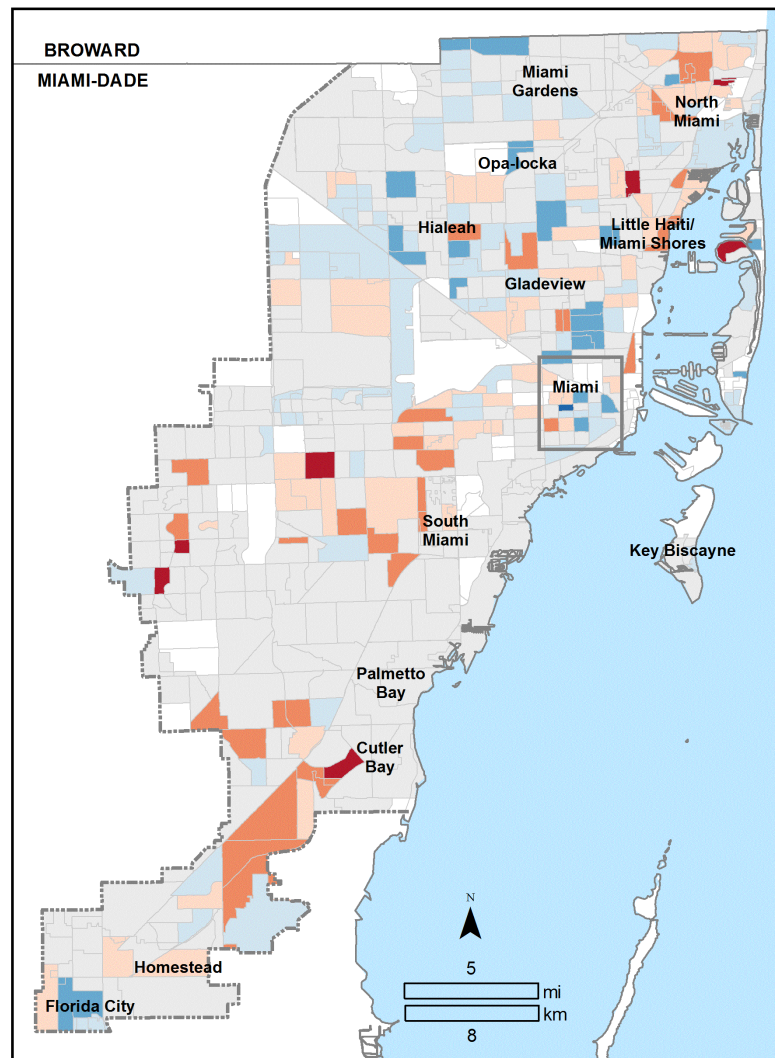 BROWARD
MIAMI-DADE
Miami
Gardens
North
Miami
Opa-locka
Hialeah
Little Haiti/
Miami Shores
Gladeview
Miami
South
Miami
Key Biscayne
Palmetto
Bay
Cutler
Bay
N
5
mi
km
8
Homestead
Florida City